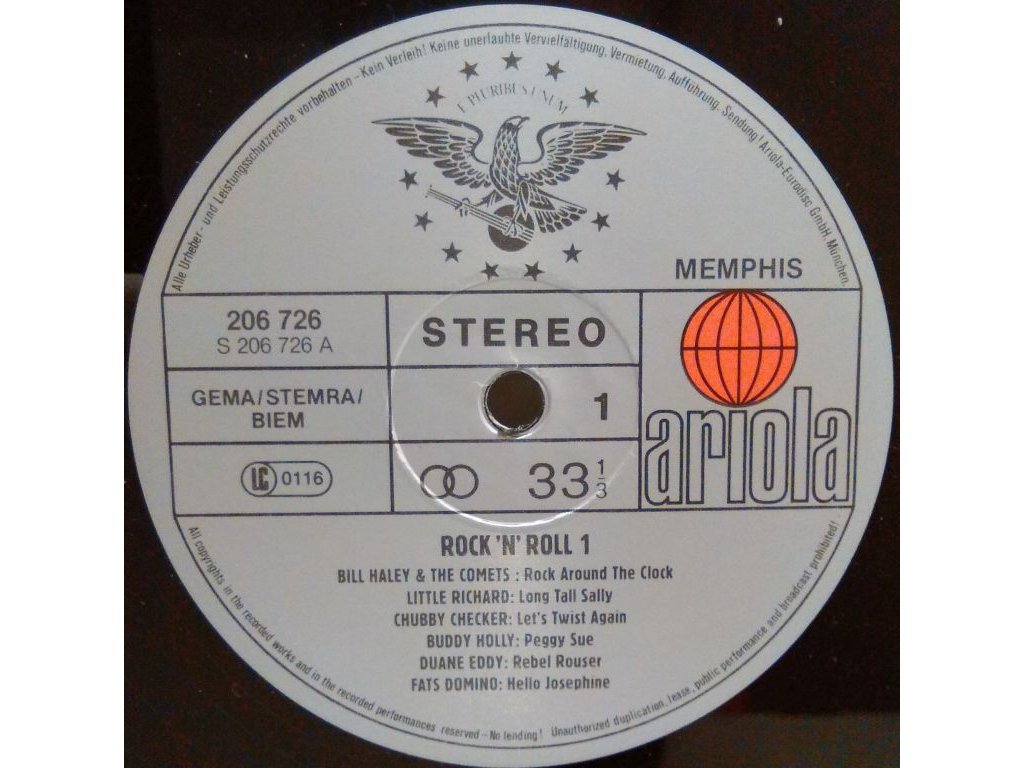 Alle Urheber- und Leistungsschutzrechte vorbehalten – Kein Verleih! Keine unerlaubte Vervielfältigung, Vermietung, Aufführung, Sendung! Ariola-Eurodisc GmbH, München.
E PLURIBUS UNUM
MEMPHIS
206 726
S 206 726 A
STEREO
GEMA/STEMRA/
BIEM
1
LC 0116
33 1/3
ariola
ROCK 'N' ROLL 1
BILL HALEY & THE COMETS : Rock Around The Clock
LITTLE RICHARD: Long Tall Sally
CHUBBY CHECKER: Let's Twist Again
BUDDY HOLLY: Peggy Sue
DUANE EDDY: Rebel Rouser
FATS DOMINO: Hello Josephine
All copyrights in the recorded works and in the recorded performances reserved – No lending! Unauthorized duplication, lease, public performance and broadcast prohibited!